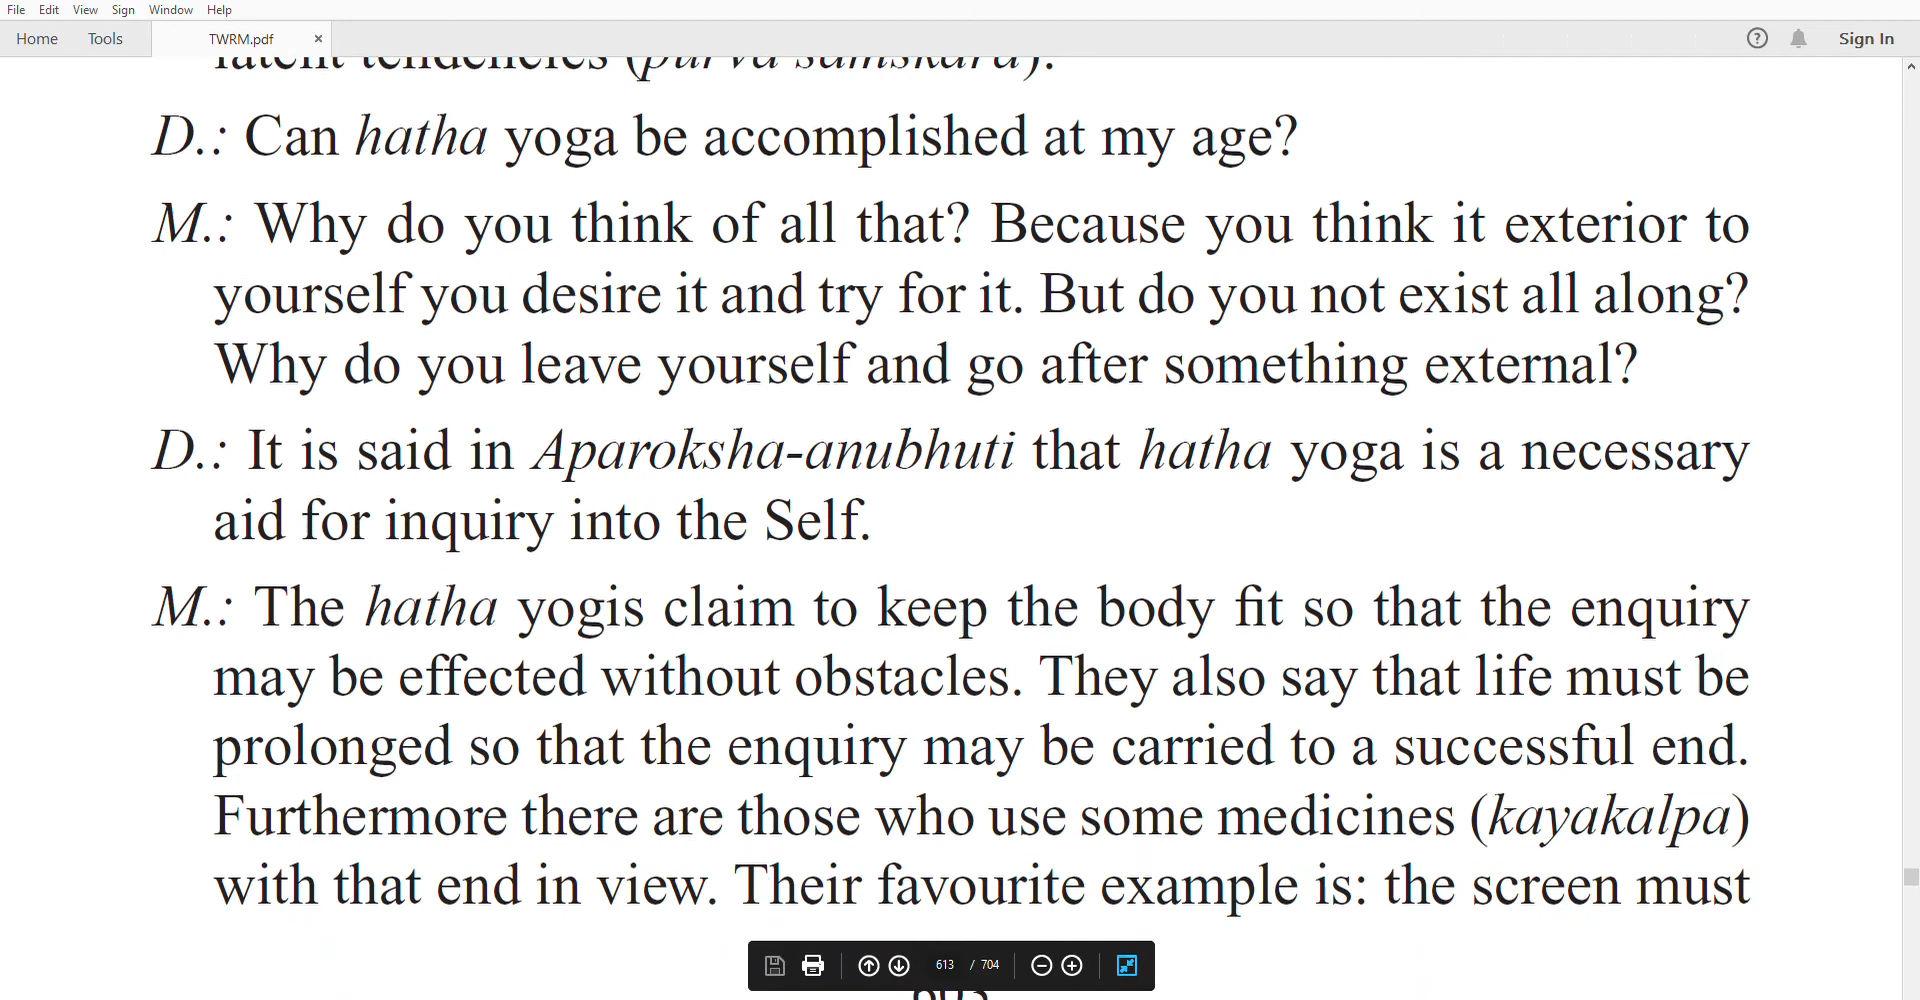 File Edit View Sign Window Help
Home Tools TWRM.pdf × ? Sign In
latent tendencies (purva samskara).
D.: Can hatha yoga be accomplished at my age?
M.: Why do you think of all that? Because you think it exterior to
yourself you desire it and try for it. But do you not exist all along?
Why do you leave yourself and go after something external?
D.: It is said in Aparoksha-anubhuti that hatha yoga is a necessary
aid for inquiry into the Self.
M.: The hatha yogis claim to keep the body fit so that the enquiry
may be effected without obstacles. They also say that life must be
prolonged so that the enquiry may be carried to a successful end.
Furthermore there are those who use some medicines (kayakalpa)
with that end in view. Their favourite example is: the screen must
613 / 704
603